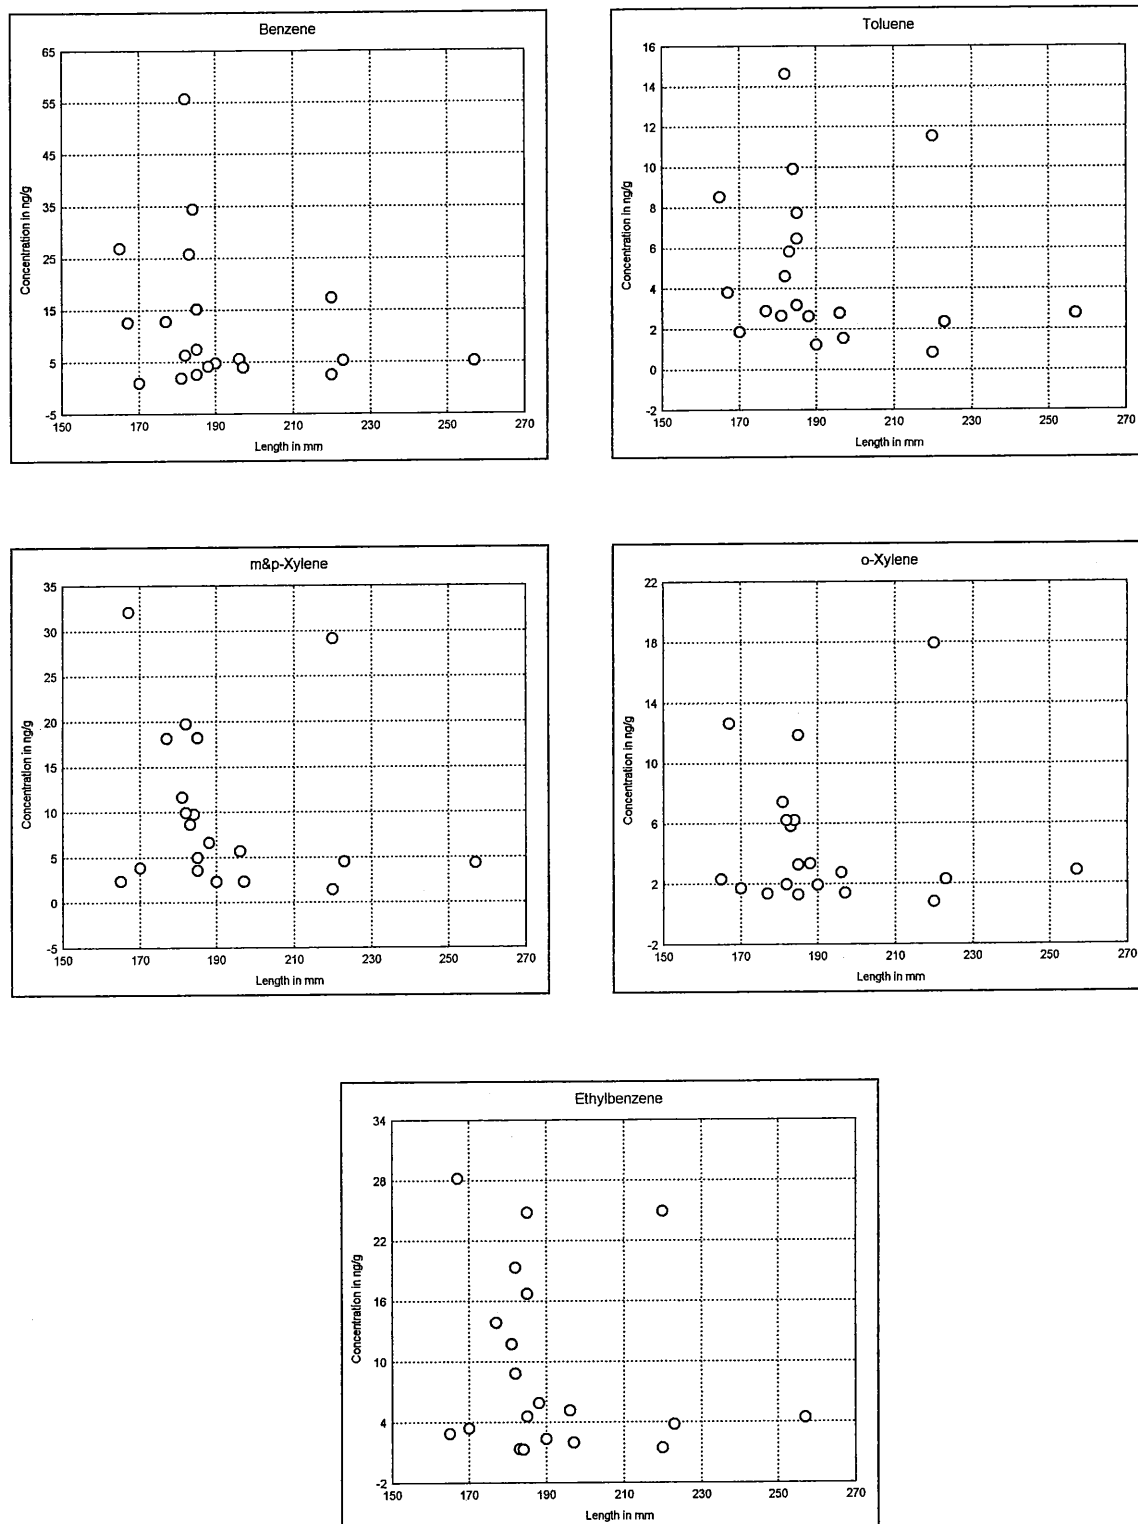 Benzene
65
55
45
35
25
15
5
-5
Concentration in ng/g
150 170 190 210 230 250 270
Length in mm
Toluene
16
14
12
10
8
6
4
2
0
-2
Concentration in ng/g
150 170 190 210 230 250 270
Length in mm
m&p-Xylene
35
30
25
20
15
10
5
0
-5
Concentration in ng/g
150 170 190 210 230 250 270
Length in mm
o-Xylene
22
18
14
10
6
2
-2
Concentration in ng/g
150 170 190 210 230 250 270
Length in mm
Ethylbenzene
34
28
22
16
10
4
-2
Concentration in ng/g
150 170 190 210 230 250 270
Length in mm